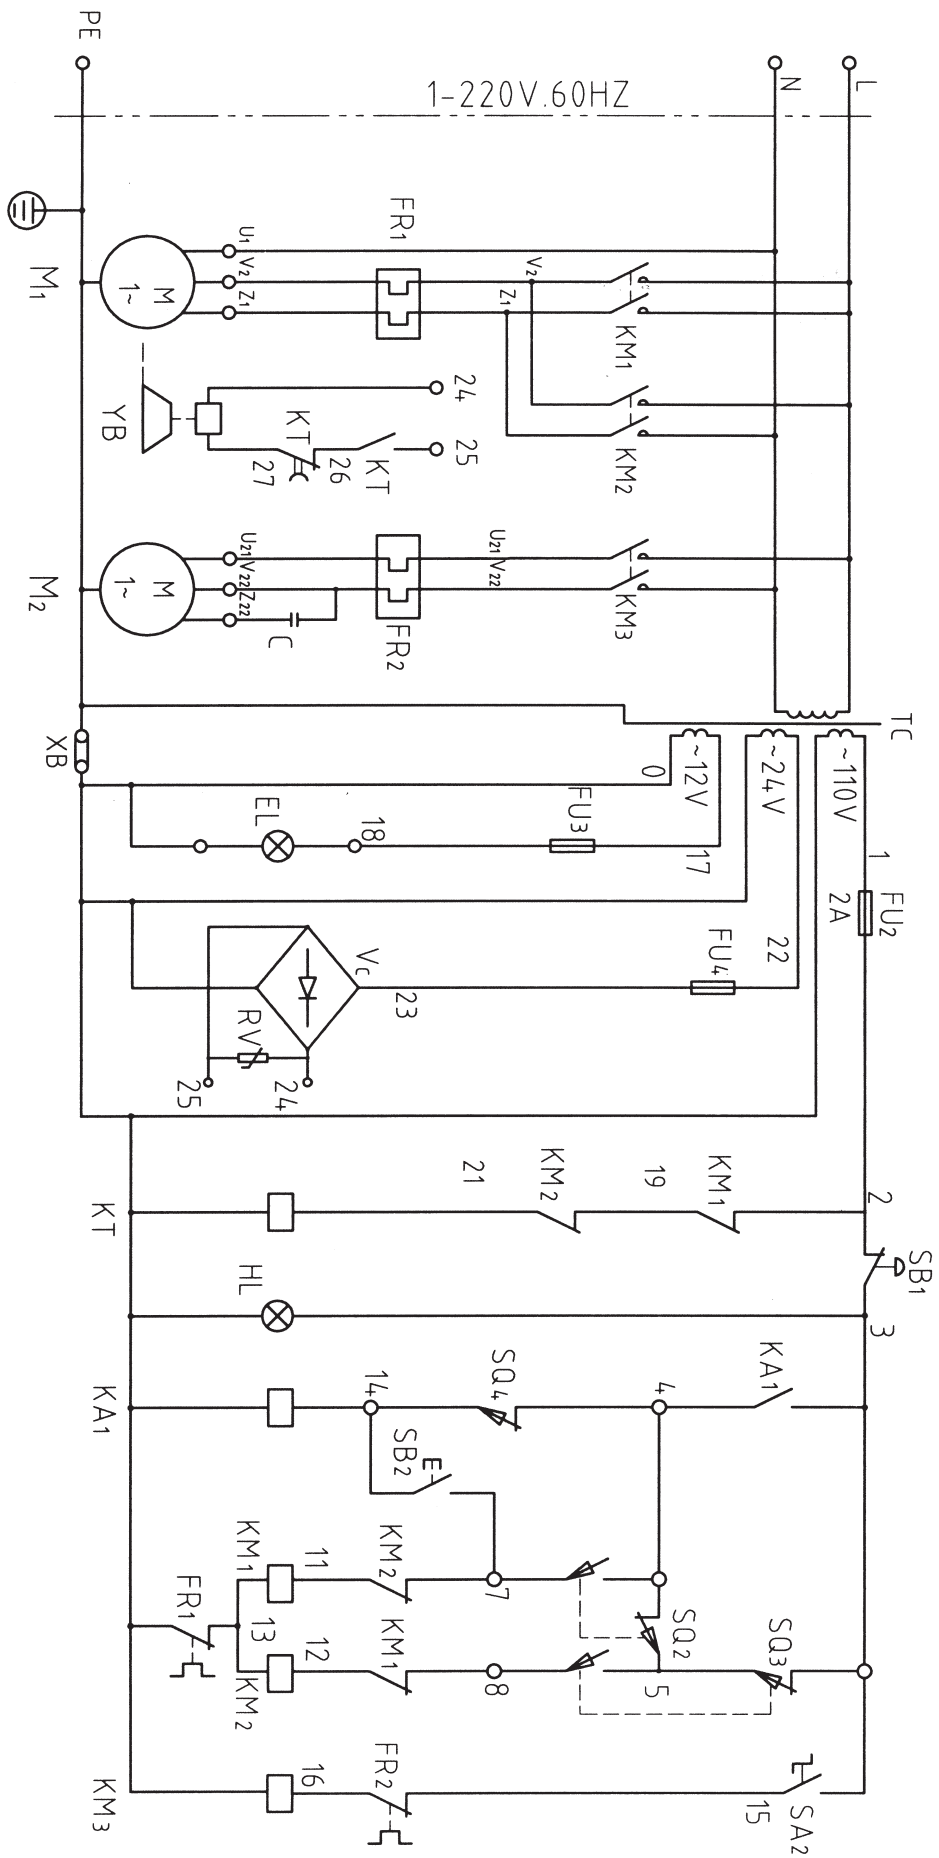 L
N
PE
1-220V.60HZ
FR1
U1
V2
Z1
V2
Z1
M1
M
1~
KM1
KM2
24
25
KT
KT
26
27
YB
U21
V22
Z22
U21
V22
KM3
M2
M
1~
C
FR2
TC
XB
~12V
~24V
~110V
0
EL
18
FU3
17
1
FU2
2A
22
FU4
23
Vc
RV
24
25
2
KM1
19
KM2
21
KT
SB1
3
HL
KA1
4
SQ4
14
KA1
SB2
7
KM2
11
KM1
SQ2
SQ3
5
8
KM1
12
13
KM2
FR1
SA2
15
FR2
16
KM3